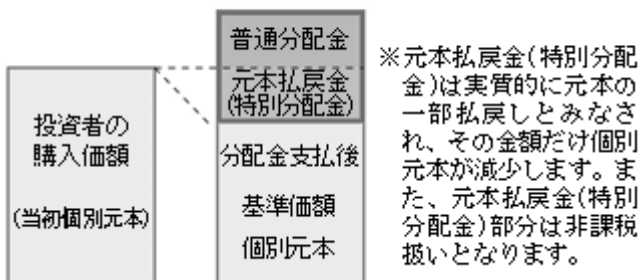 普通分配金
元本払戻金
(特別分配金)
投資者の
購入価額
(当初個別元本)
分配金支払後
基準価額
個別元本
※元本払戻金(特別分配
金)は実質的に元本の
一部払戻しとみなさ
れ、その金額だけ個別
元本が減少します。ま
た、元本払戻金(特別
分配金)部分は非課税
扱いとなります。